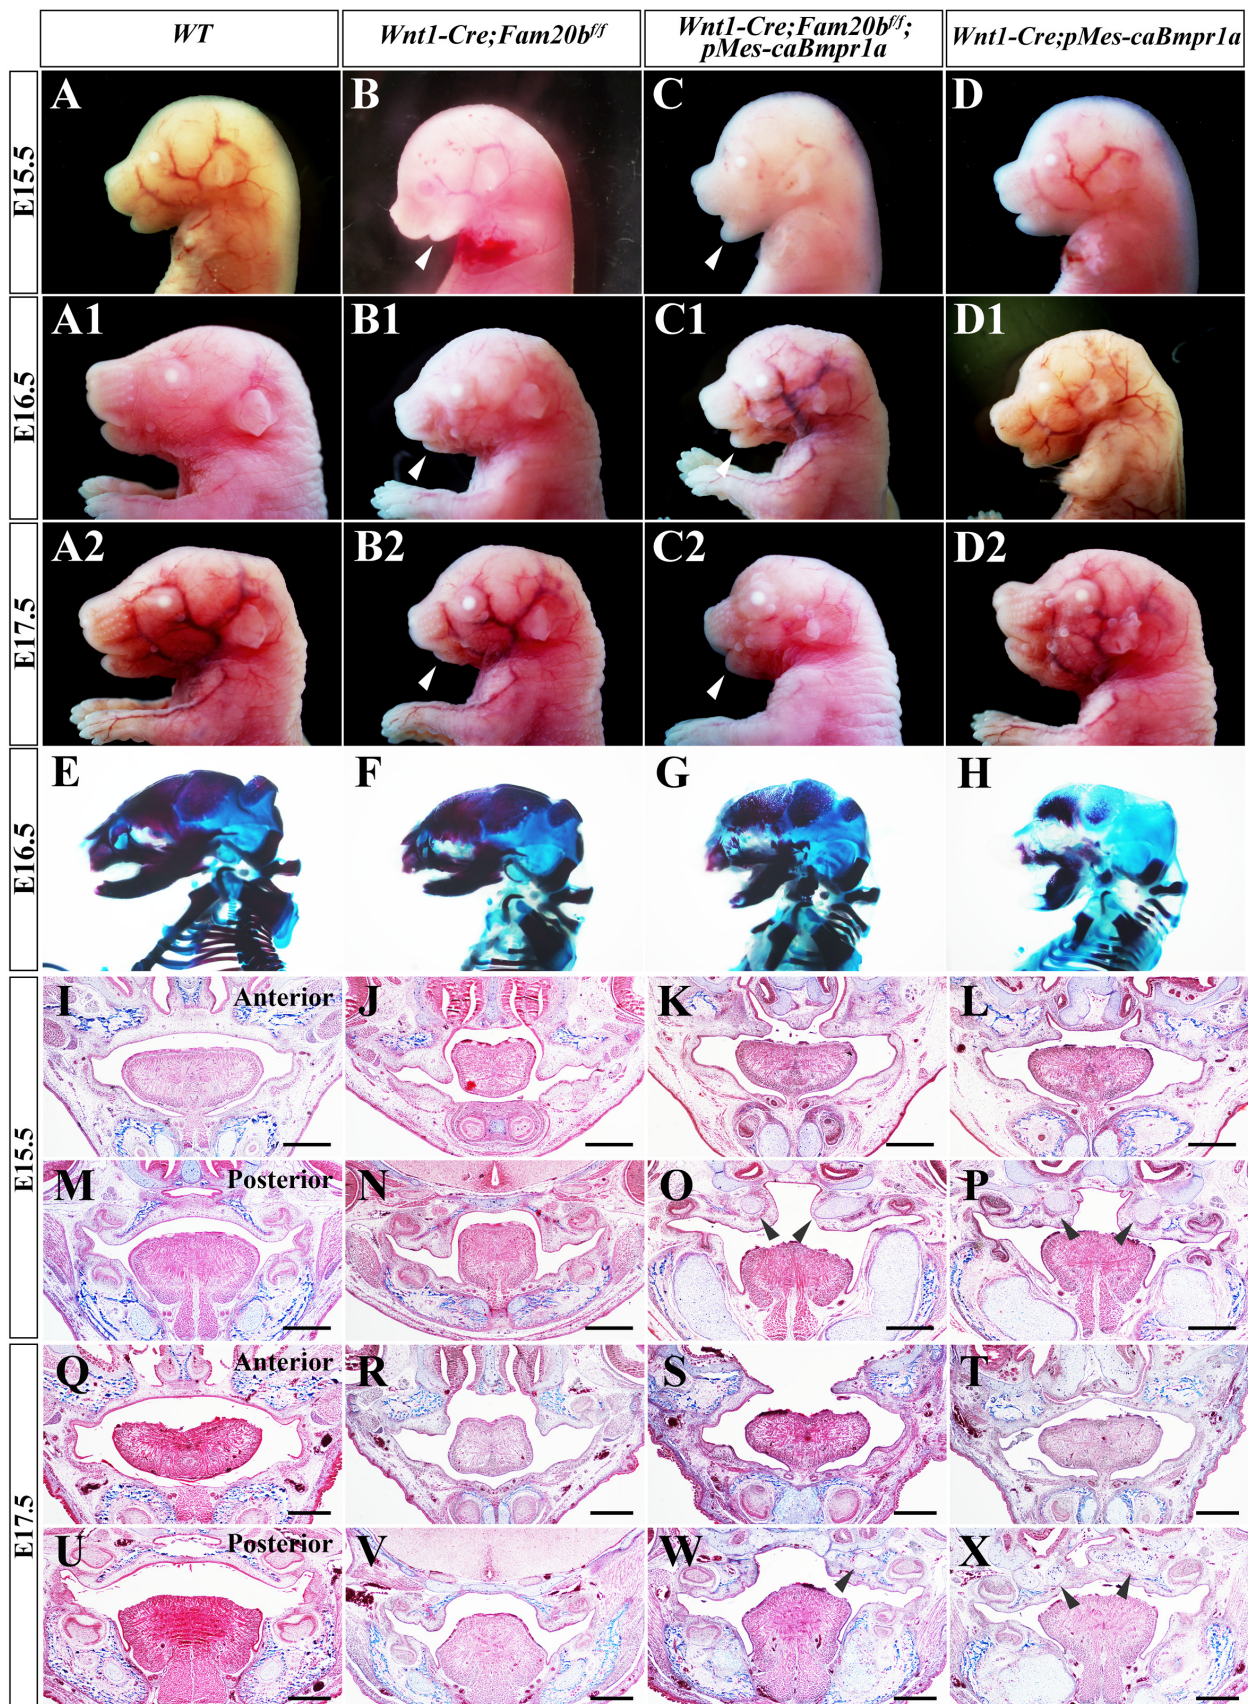 WT
Wnt1-Cre;Fam20b^f/f
Wnt1-Cre;Fam20b^f/f;
pMes-caBmpr1a
Wnt1-Cre;pMes-caBmpr1a
E15.5
A
B
C
D
E16.5
A1
B1
C1
D1
E17.5
A2
B2
C2
D2
E16.5
E
F
G
H
E15.5
I
Anterior
J
K
L
M
Posterior
N
O
P
E17.5
Q
Anterior
R
S
T
U
Posterior
V
W
X